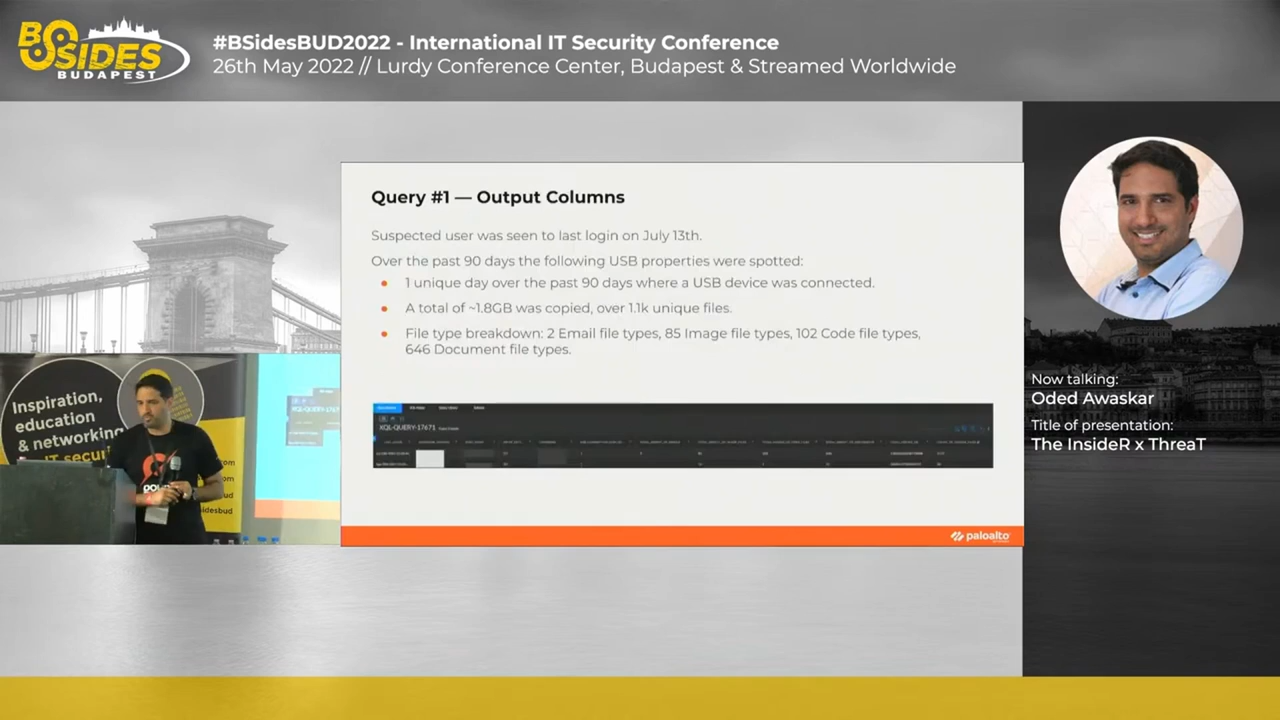 BSIDES
BUDAPEST
#BSidesBUD2022 - International IT Security Conference
26th May 2022 // Lurdy Conference Center, Budapest & Streamed Worldwide
Query #1 — Output Columns
Suspected user was seen to last login on July 13th.
Over the past 90 days the following USB properties were spotted:
1 unique day over the past 90 days where a USB device was connected.
A total of ~1.8GB was copied, over 1.1k unique files.
File type breakdown: 2 Email file types, 85 Image file types, 102 Code file types,
646 Document file types.
XQL-QUERY-17671
paloalto
Inspiration,
education
& networking
IT secur
Now talking:
Oded Awaskar
Title of presentation:
The InsideR x ThreaT